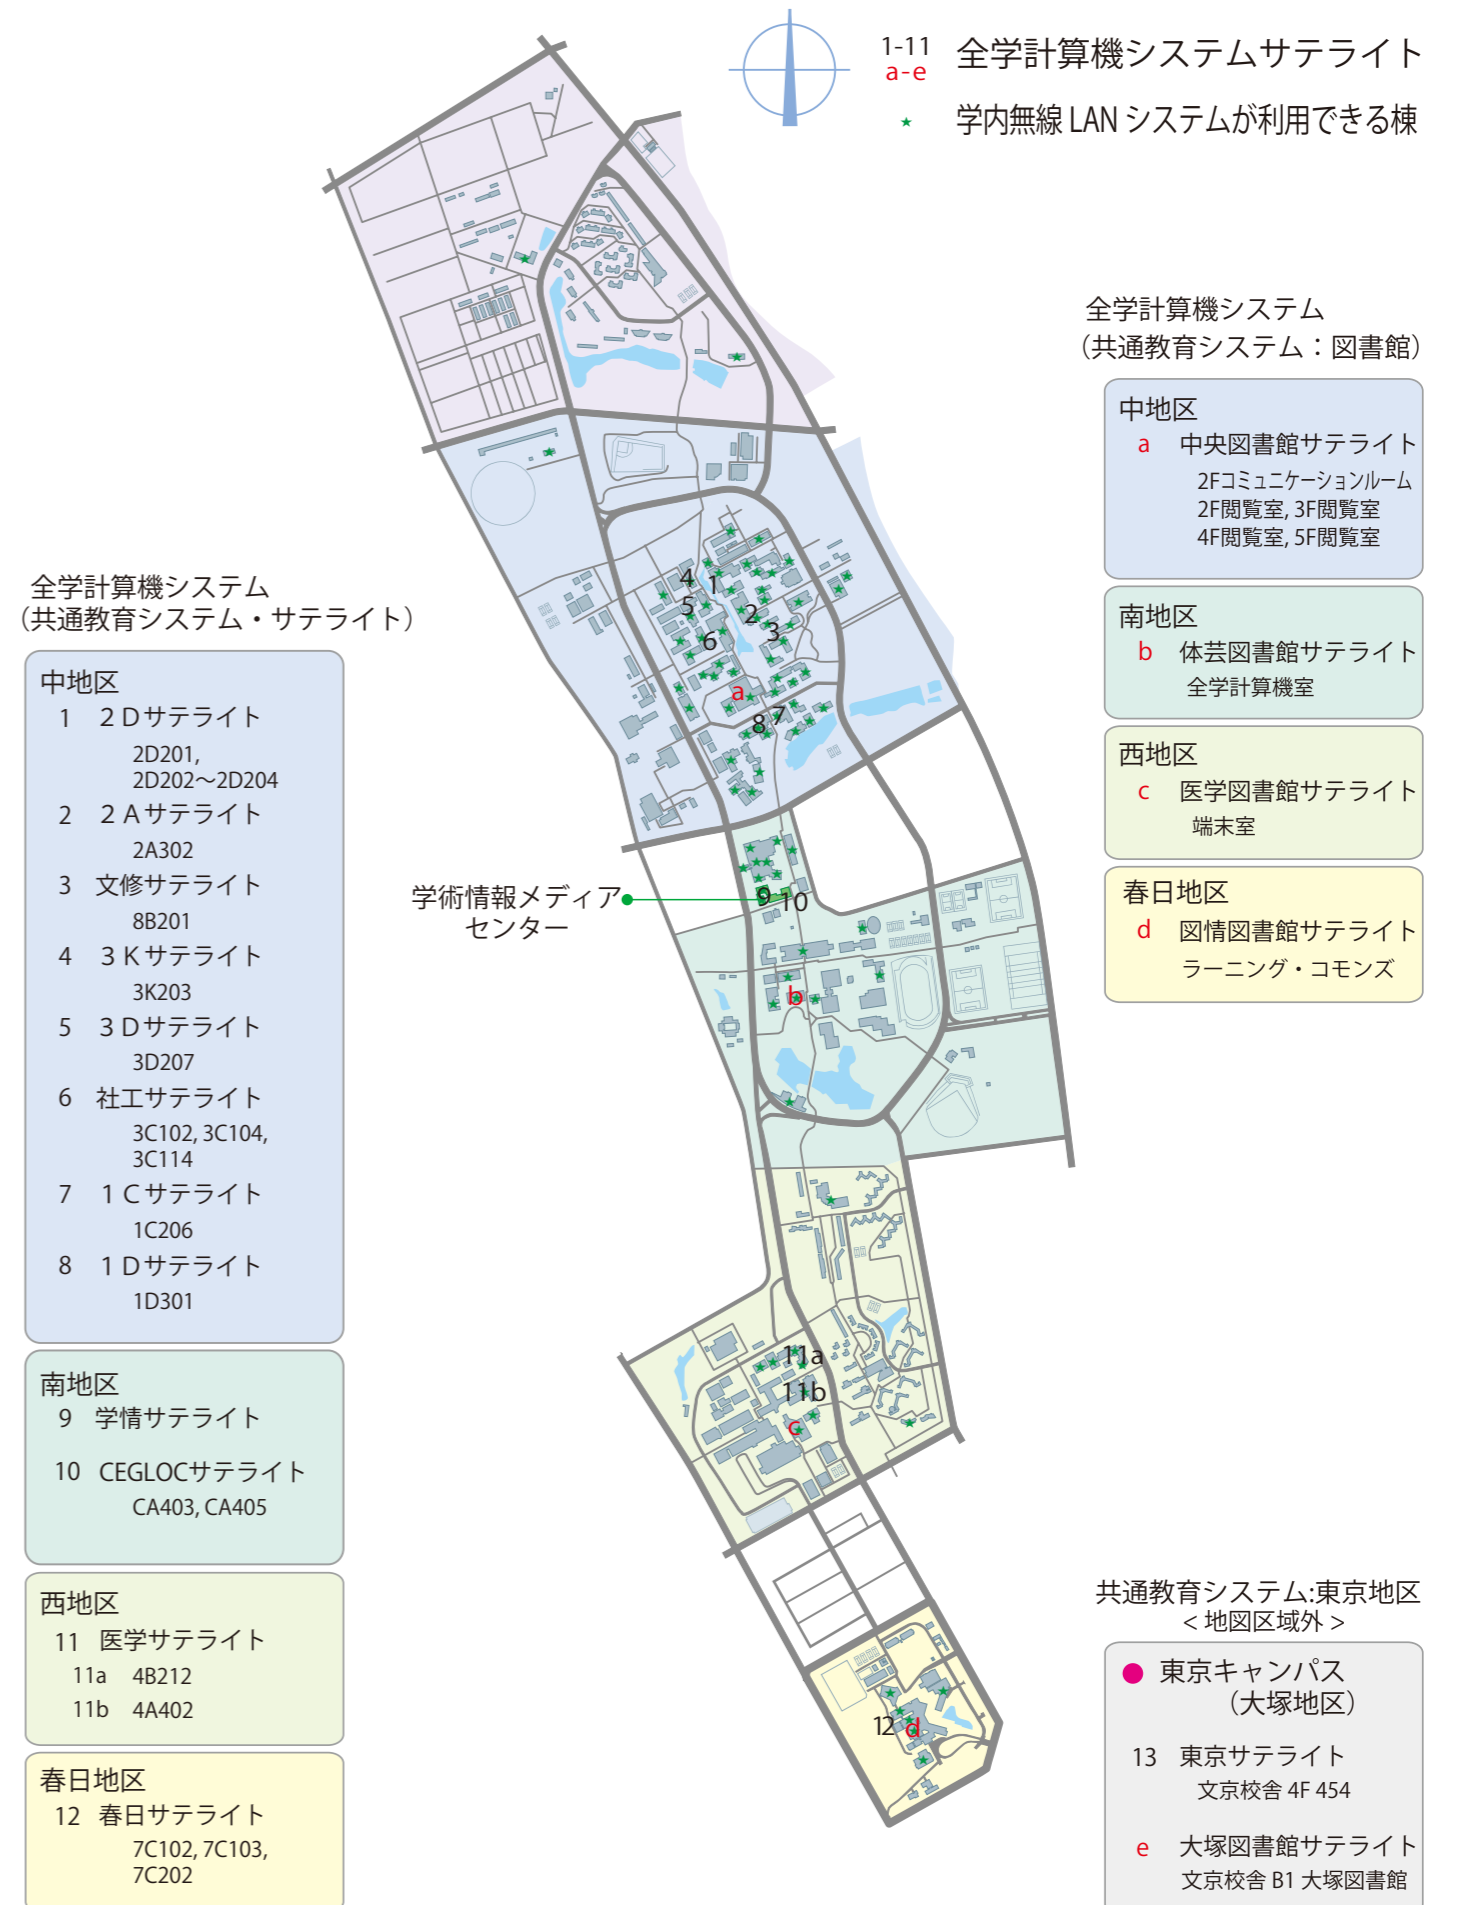 1-11
a-e
全学計算機システムサテライト
★ 学内無線 LAN システムが利用できる棟
全学計算機システム
（共通教育システム：図書館）
中地区
a 中央図書館サテライト
2Fコミュニケーションルーム
2F閲覧室, 3F閲覧室
4F閲覧室, 5F閲覧室
南地区
b 体芸図書館サテライト
全学計算機室
西地区
c 医学図書館サテライト
端末室
春日地区
d 図情図書館サテライト
ラーニング・コモンズ
全学計算機システム
（共通教育システム・サテライト）
中地区
1 ２Ｄサテライト
2D201,
2D202～2D204
2 ２Ａサテライト
2A302
3 文修サテライト
8B201
4 ３Ｋサテライト
3K203
5 ３Ｄサテライト
3D207
6 社工サテライト
3C102, 3C104,
3C114
7 １Ｃサテライト
1C206
8 １Ｄサテライト
1D301
南地区
9 学情サテライト
10 CEGLOCサテライト
CA403, CA405
西地区
11 医学サテライト
11a 4B212
11b 4A402
春日地区
12 春日サテライト
7C102, 7C103,
7C202
4
1
5
2
3
6
a
7
8
学術情報メディア
センター
9
10
b
11a
11b
c
12
d
共通教育システム:東京地区
< 地図区域外 >
東京キャンパス
（大塚地区）
13 東京サテライト
文京校舎 4F 454
e 大塚図書館サテライト
文京校舎 B1 大塚図書館